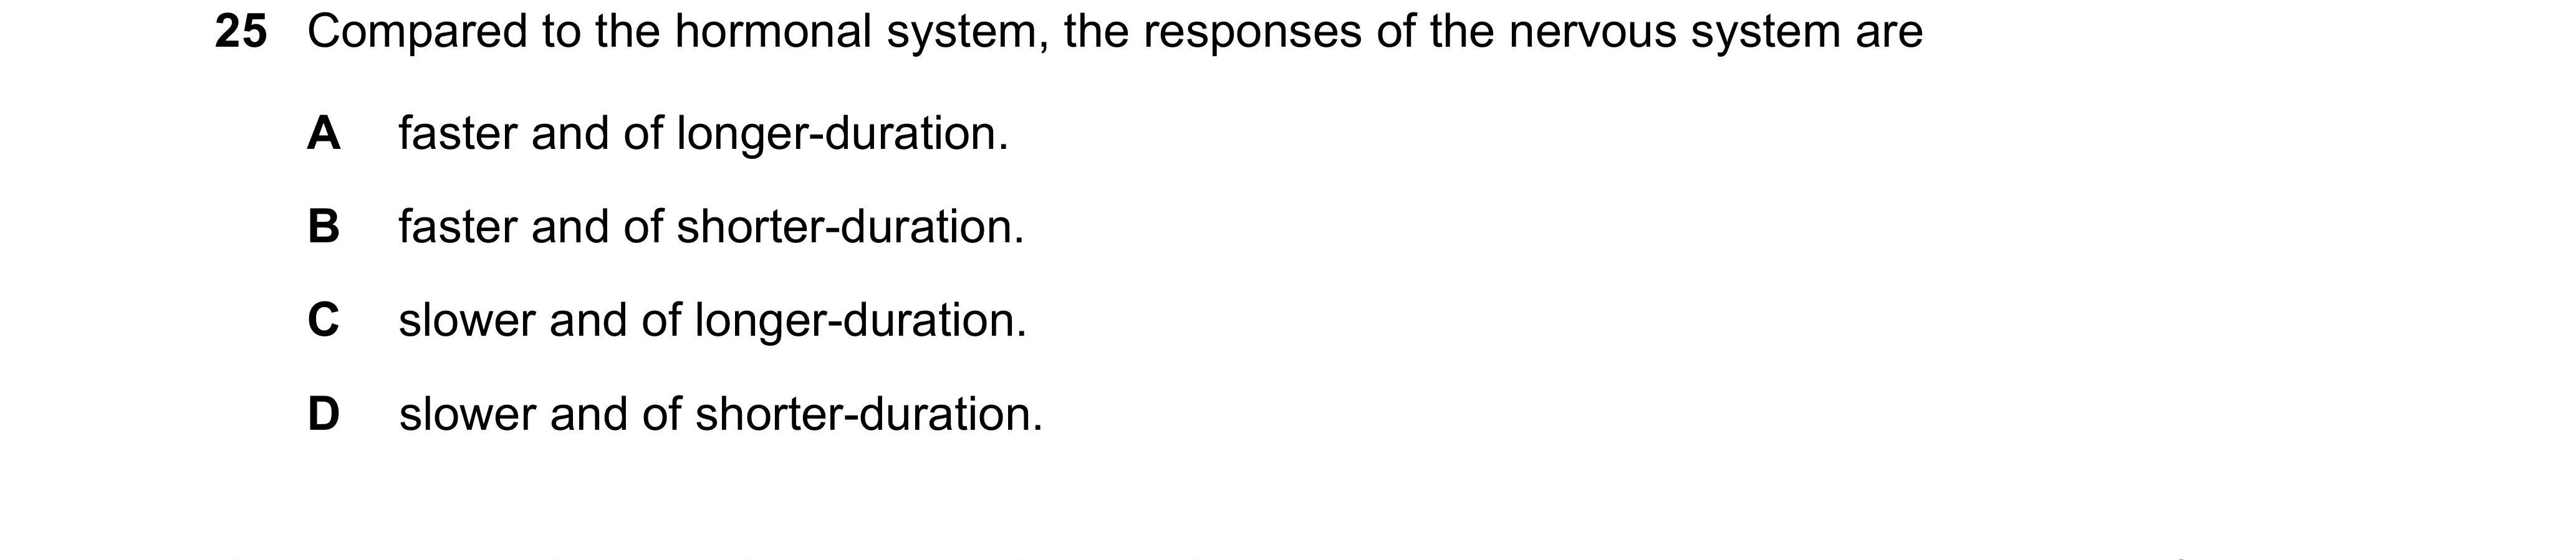 25 Compared to the hormonal system, the responses of the nervous system are
A faster and of longer-duration.
B faster and of shorter-duration.
C slower and of longer-duration.
D slower and of shorter-duration.